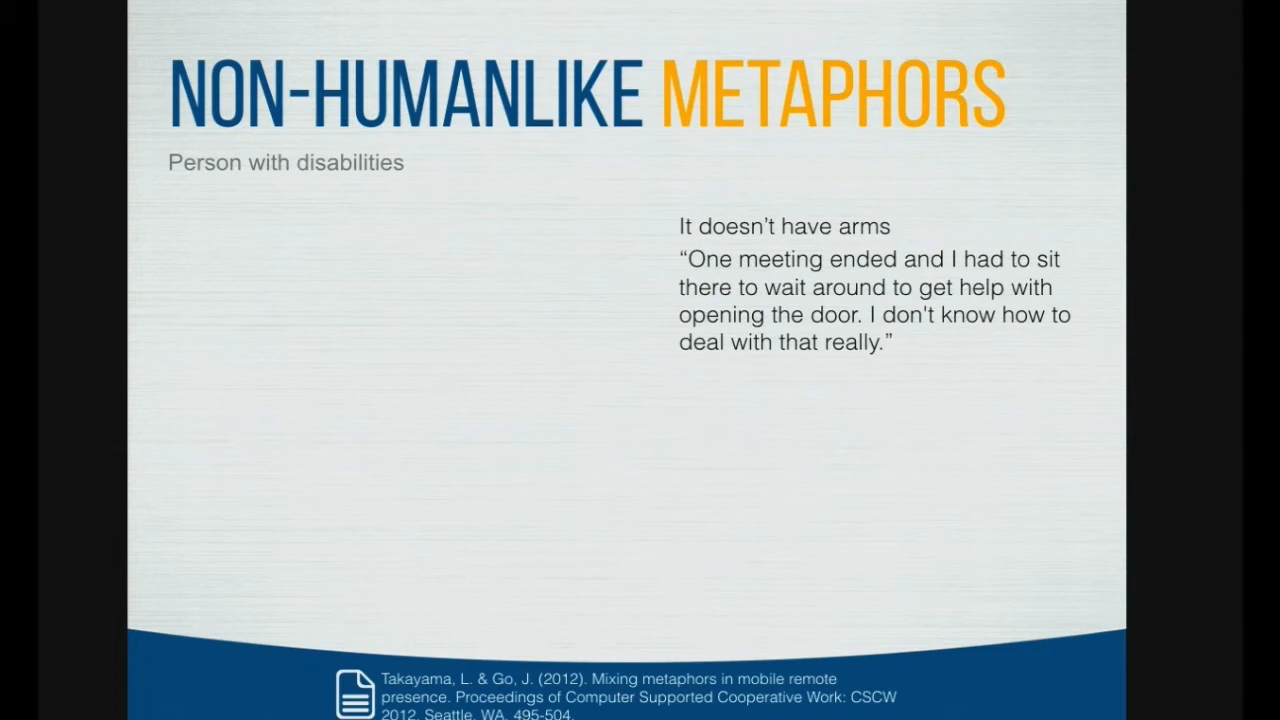 NON-HUMANLIKE METAPHORS
Person with disabilities
It doesn’t have arms
“One meeting ended and I had to sit
there to wait around to get help with
opening the door. I don't know how to
deal with that really.”
Takayama, L. & Go, J. (2012). Mixing metaphors in mobile remote
presence. Proceedings of Computer Supported Cooperative Work: CSCW
2012, Seattle, WA, 495-504.